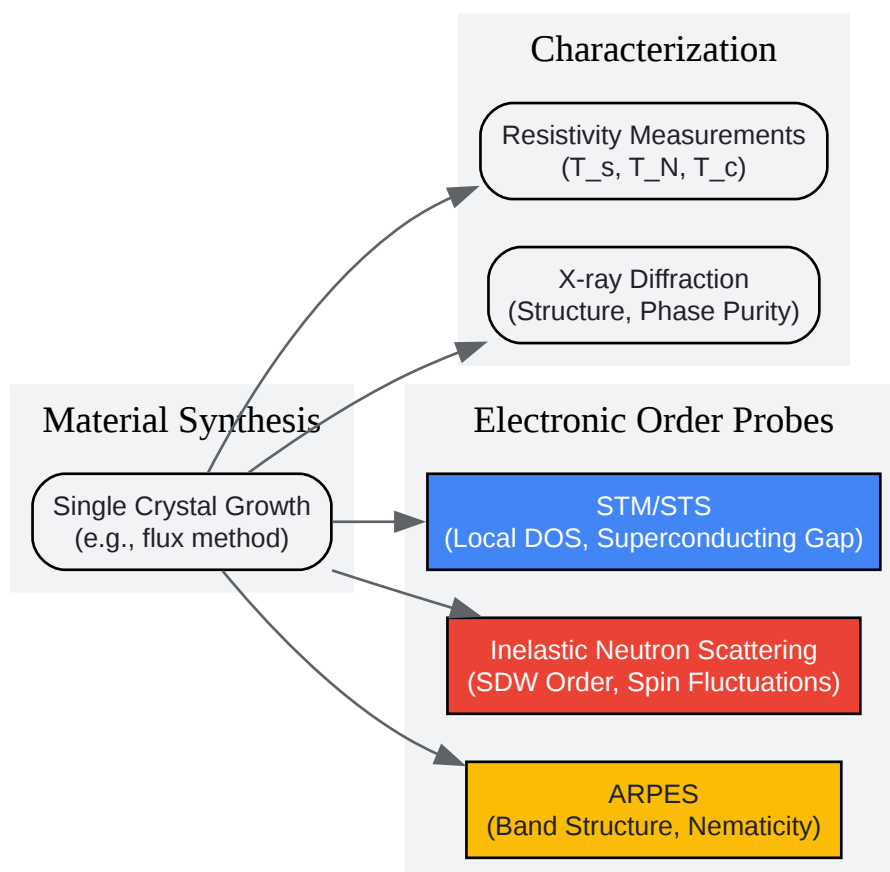 Characterization
Resistivity Measurements
(T_s, T_N, T_c)
X-ray Diffraction
(Structure, Phase Purity)
Material Synthesis
Single Crystal Growth
(e.g., flux method)
Electronic Order Probes
STM/STS
(Local DOS, Superconducting Gap)
Inelastic Neutron Scattering
(SDW Order, Spin Fluctuations)
ARPES
(Band Structure, Nematicity)